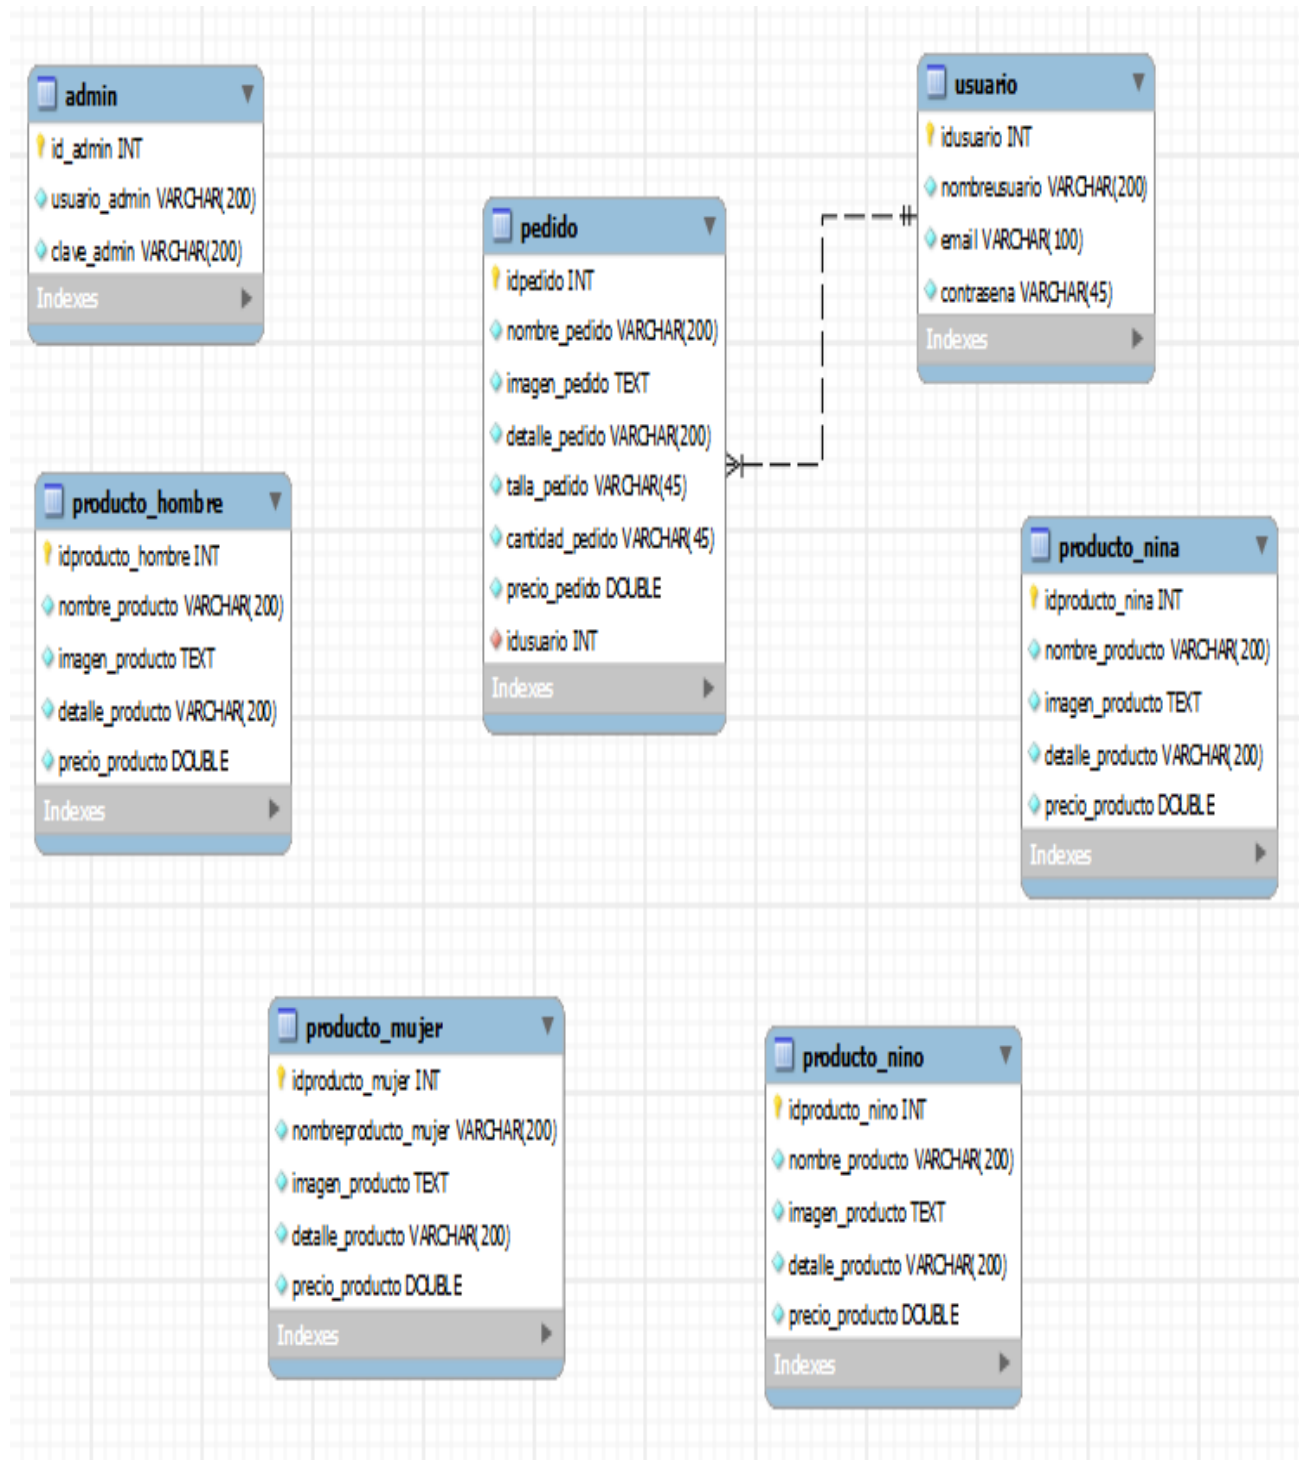 admin
id_admin INT
usuario_admin VARCHAR(200)
clave_admin VARCHAR(200)
Indexes
usuario
idusuario INT
nombreusuario VARCHAR(200)
email VARCHAR(100)
contrasena VARCHAR(45)
Indexes
pedido
idpedido INT
nombre_pedido VARCHAR(200)
imagen_pedido TEXT
detalle_pedido VARCHAR(200)
talla_pedido VARCHAR(45)
cantidad_pedido VARCHAR(45)
precio_pedido DOUBLE
idusuario INT
Indexes
producto_hombre
idproducto_hombre INT
nombre_producto VARCHAR(200)
imagen_producto TEXT
detalle_producto VARCHAR(200)
precio_producto DOUBLE
Indexes
producto_nina
idproducto_nina INT
nombre_producto VARCHAR(200)
imagen_producto TEXT
detalle_producto VARCHAR(200)
precio_producto DOUBLE
Indexes
producto_mujer
idproducto_mujer INT
nombreproducto_mujer VARCHAR(200)
imagen_producto TEXT
detalle_producto VARCHAR(200)
precio_producto DOUBLE
Indexes
producto_nino
idproducto_nino INT
nombre_producto VARCHAR(200)
imagen_producto TEXT
detalle_producto VARCHAR(200)
precio_producto DOUBLE
Indexes